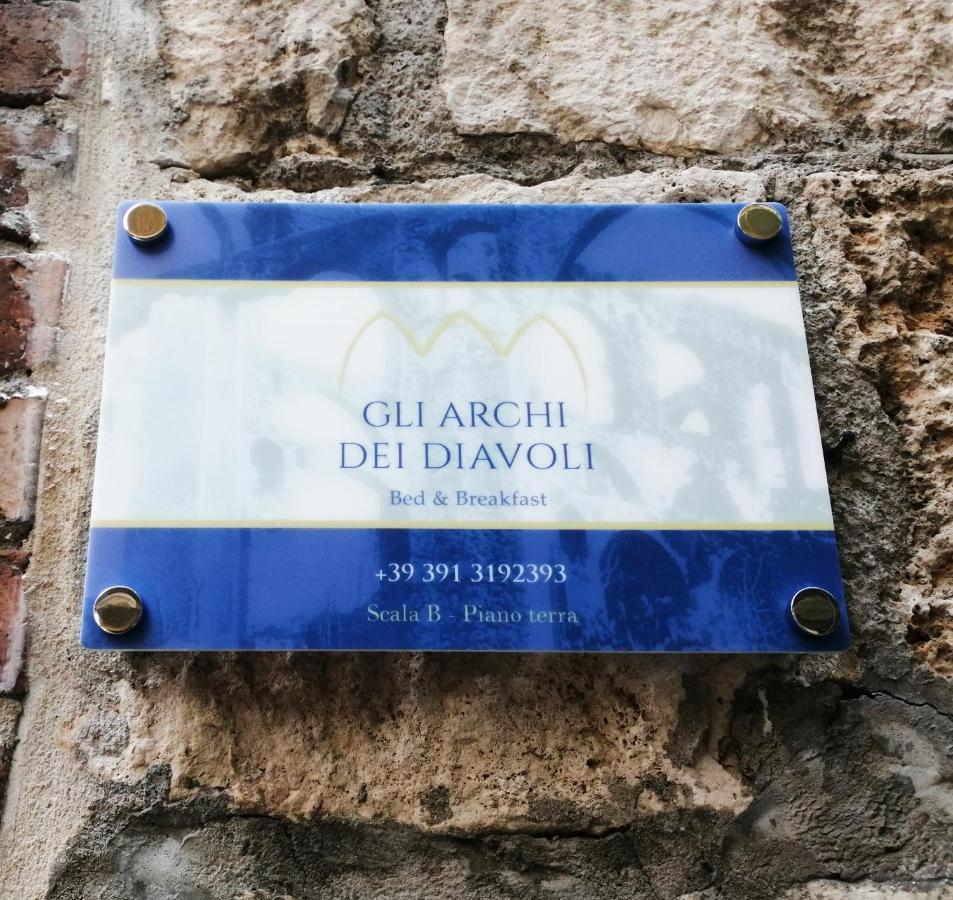 GLI ARCHI
DEI DIAVOLI
Bed & Breakfast
+39 391 3192393
Scala B - Piano terra